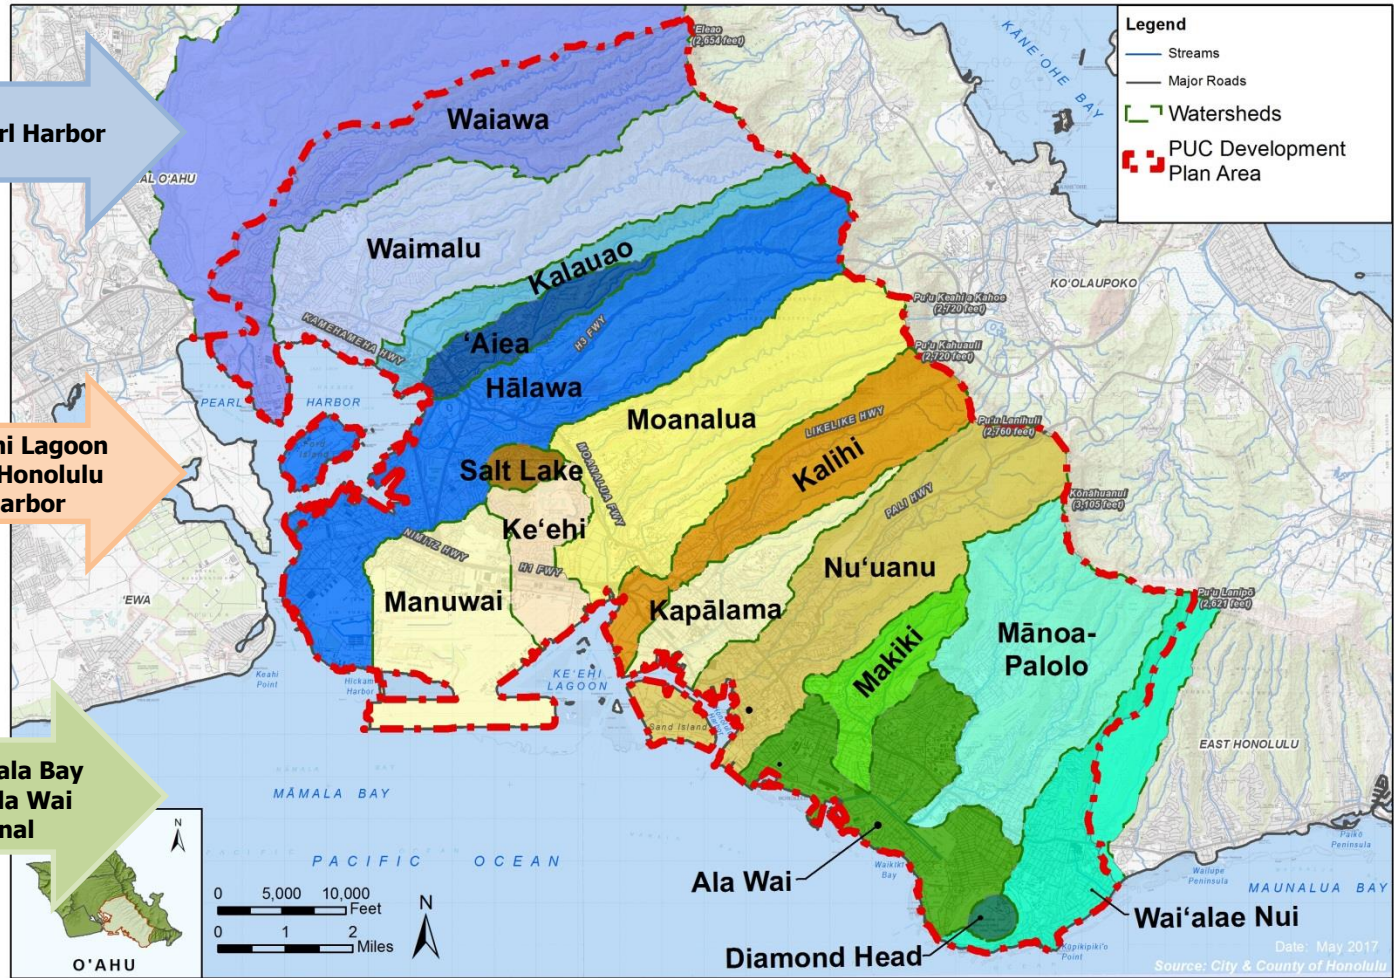 Legend
Streams
Major Roads
Watersheds
PUC Development
Plan Area
rl Harbor
AL O'AHU
ni Lagoon
Honolulu
arbor
ala Bay
la Wai
nal
'Eleao
(2,654 feet)
KĀNE'OHE BAY
Waiawa
Waimalu
Kalauao
'Aiea
Hālawa
H3 FWY
KAMEHAMEHA HWY
PEARL HARBOR
Moanalua
MOANALUA FWY
Salt Lake
Ke'ehi
NIMITZ HWY
H1 FWY
Manuwai
LIKELIKE HWY
Kalihi
PALI HWY
Kapālama
Nu'uanu
Makiki
Mānoa-
Palolo
KO'OLAUPOKO
Pu'u Keahi a Kahoe
(2,720 feet)
Pu'u Kahuauli
(2,720 feet)
Pu'u Lanihuli
(2,760 feet)
Kōnāhuanui
(3,105 feet)
Pu'u Lanipō
(2,621 feet)
'EWA
Keahi
Point
Hickam
Harbor
KE'EHI
LAGOON
Sand Island
EAST HONOLULU
MĀMALA BAY
PACIFIC OCEAN
Waikīkī
Bay
Ala Wai
Diamond Head
Wai'alae Nui
Kūpikipiki'o
Point
Wailupe
Peninsula
Paikō
Peninsula
MAUNALUA BAY
N
O'AHU
0 5,000 10,000
Feet
0 1 2
Miles
N
Date: May 2017
Source: City & County of Honolulu